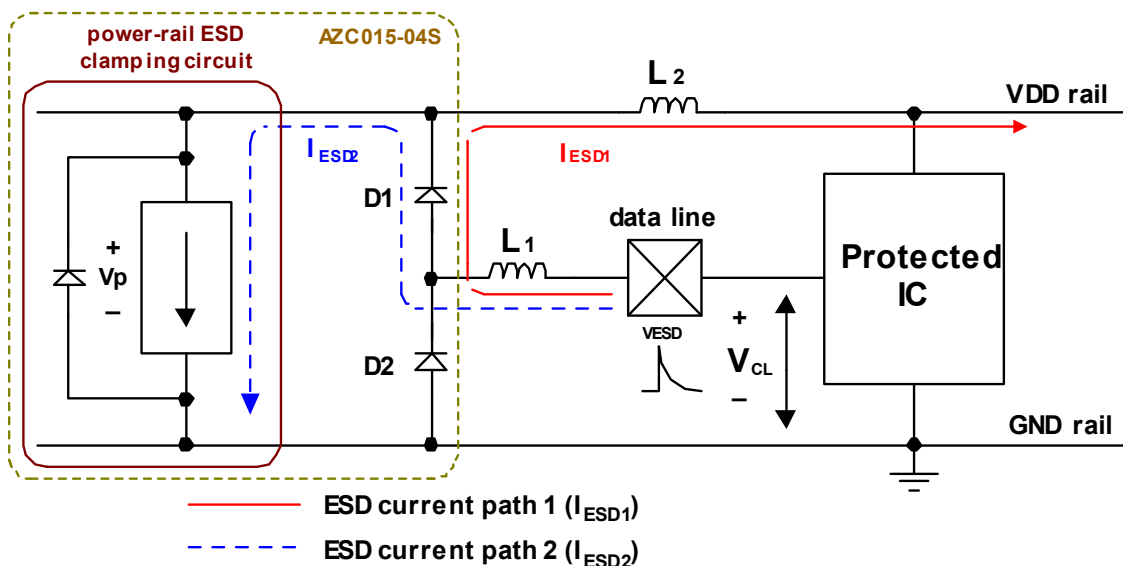 power-rail ESD
clamping circuit
AZC015-04S
L2
VDD rail
IESD2
IESD1
D1
data line
L1
+
Vp
–
Protected
IC
VESD
+
VCL
–
D2
GND rail
ESD current path 1 (IESD1)
ESD current path 2 (IESD2)